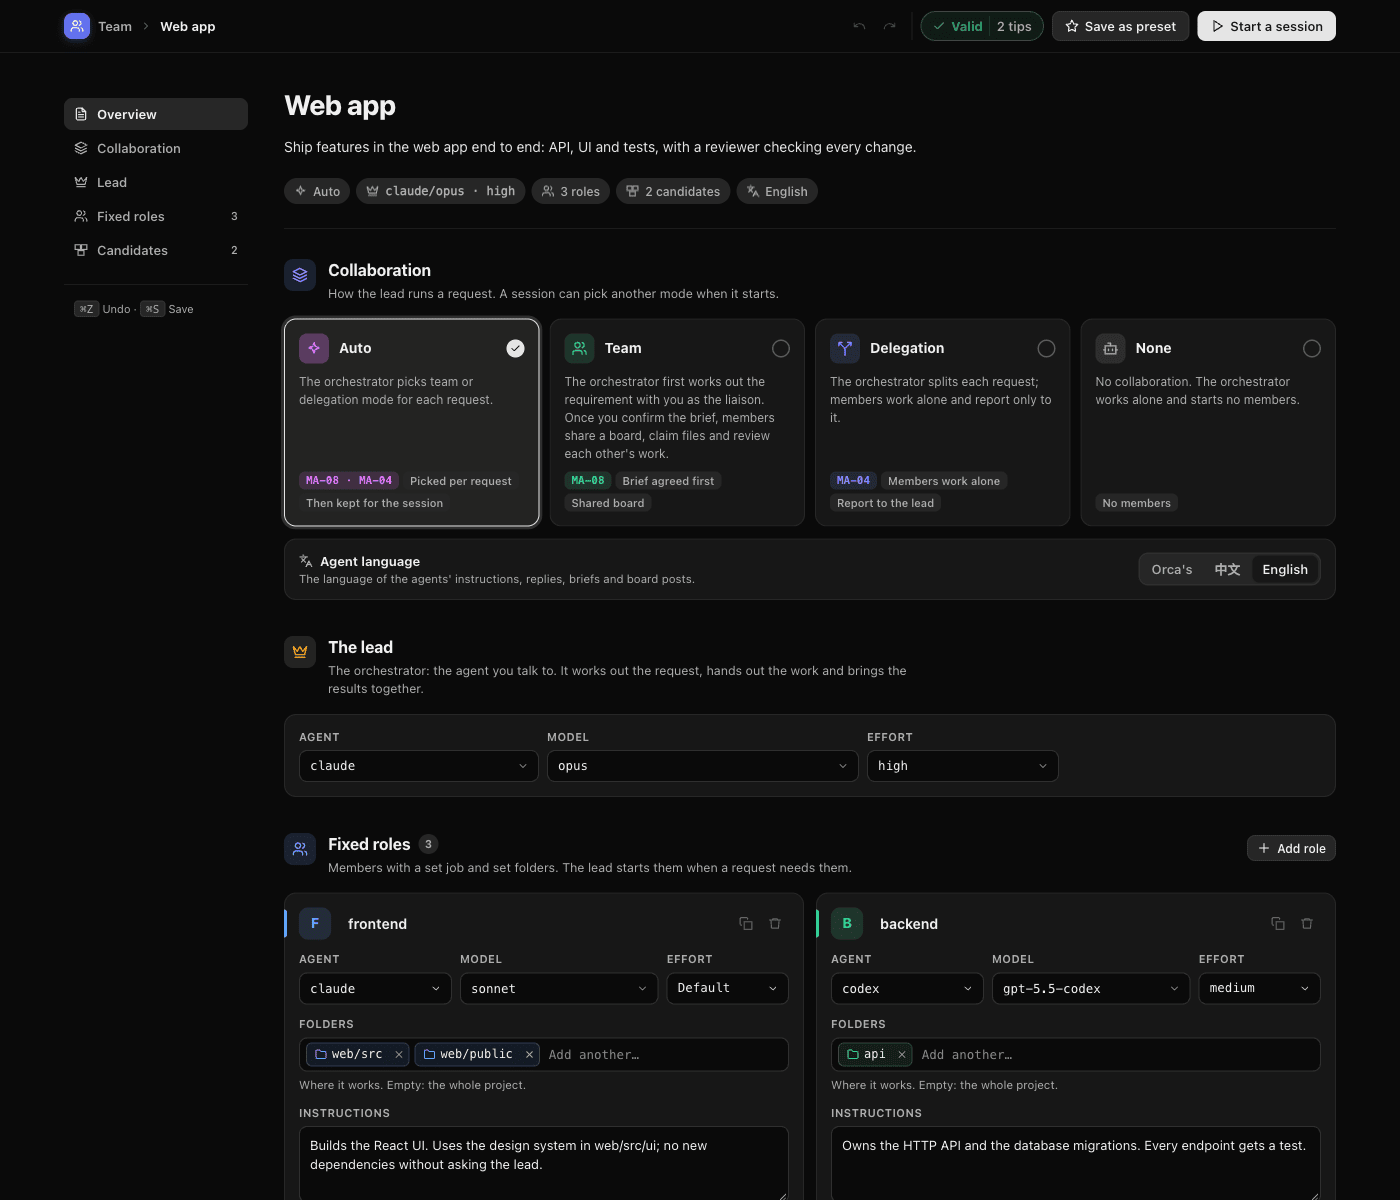 Team
Web app
Valid
2 tips
Save as preset
Start a session
Overview
Collaboration
Lead
Fixed roles
3
Candidates
2
⌘Z Undo · ⌘S Save
Web app
Ship features in the web app end to end: API, UI and tests, with a reviewer checking every change.
Auto
claude/opus · high
3 roles
2 candidates
English
Collaboration
How the lead runs a request. A session can pick another mode when it starts.
Auto
The orchestrator picks team or
delegation mode for each request.
MA-08 · MA-04
Picked per request
Then kept for the session
Team
The orchestrator first works out the
requirement with you as the liaison.
Once you confirm the brief, members
share a board, claim files and review
each other's work.
MA-08
Brief agreed first
Shared board
Delegation
The orchestrator splits each request;
members work alone and report only to
it.
MA-04
Members work alone
Report to the lead
None
No collaboration. The orchestrator
works alone and starts no members.
No members
Agent language
The language of the agents' instructions, replies, briefs and board posts.
Orca's
中文
English
The lead
The orchestrator: the agent you talk to. It works out the request, hands out the work and brings the
results together.
AGENT
MODEL
EFFORT
claude
opus
high
Fixed roles
3
Members with a set job and set folders. The lead starts them when a request needs them.
Add role
F
frontend
AGENT
MODEL
EFFORT
claude
sonnet
Default
FOLDERS
web/src
web/public
Add another…
Where it works. Empty: the whole project.
INSTRUCTIONS
Builds the React UI. Uses the design system in web/src/ui; no new
dependencies without asking the lead.
B
backend
AGENT
MODEL
EFFORT
codex
gpt-5.5-codex
medium
FOLDERS
api
Add another…
Where it works. Empty: the whole project.
INSTRUCTIONS
Owns the HTTP API and the database migrations. Every endpoint gets a test.